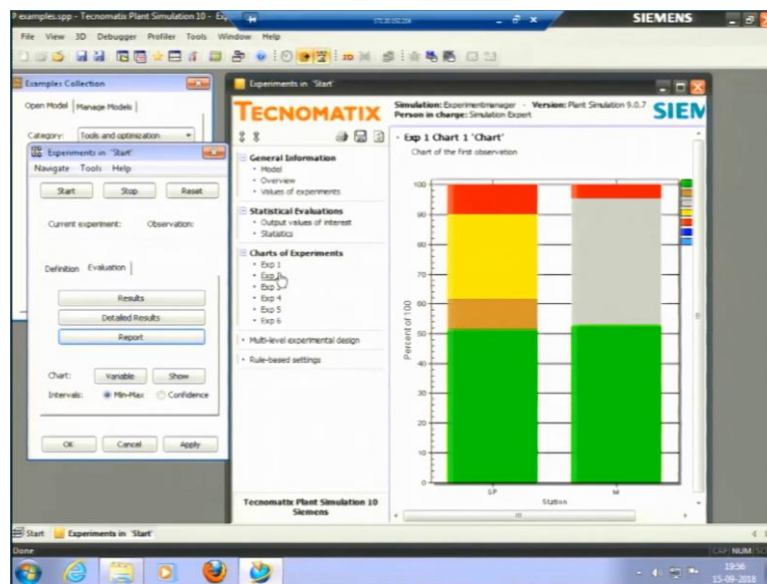 examples.spp - Tecnomatix Plant Simulation 10 -
SIEMENS
File View 3D Debugger Profiler Tools Window Help
Examples Collection
Open Model Manage Models
Category: Tools and optimization
Experiments in 'Start'
Navigate Tools Help
Start Stop Reset
Current experiment: Observation:
Definition Evaluation
Results
Detailed Results
Report
Chart: Variable Show
Intervals: Min-Max Confidence
OK Cancel Apply
Experiments in 'Start'
TECNOMATIX
Simulation: Experimentmanager - Version: Plant Simulation 9.0.7
Person in charge: Simulation Expert
SIEM
General Information
Model
Overview
Values of experiments
Statistical Evaluations
Output values of interest
Statistics
Charts of Experiments
Exp 1
Exp
Exp
Exp 4
Exp 5
Exp 6
Multi-level experimental design
Rule-based settings
Tecnomatix Plant Simulation 10
Siemens
Exp 1 Chart 1 'Chart'
Chart of the first observation
Percent of 100
100
90
80
70
60
50
40
30
20
10
0
SP M
Station
Start Experiments in 'Start'
Done
CAP NUM
19:36
15-09-2018